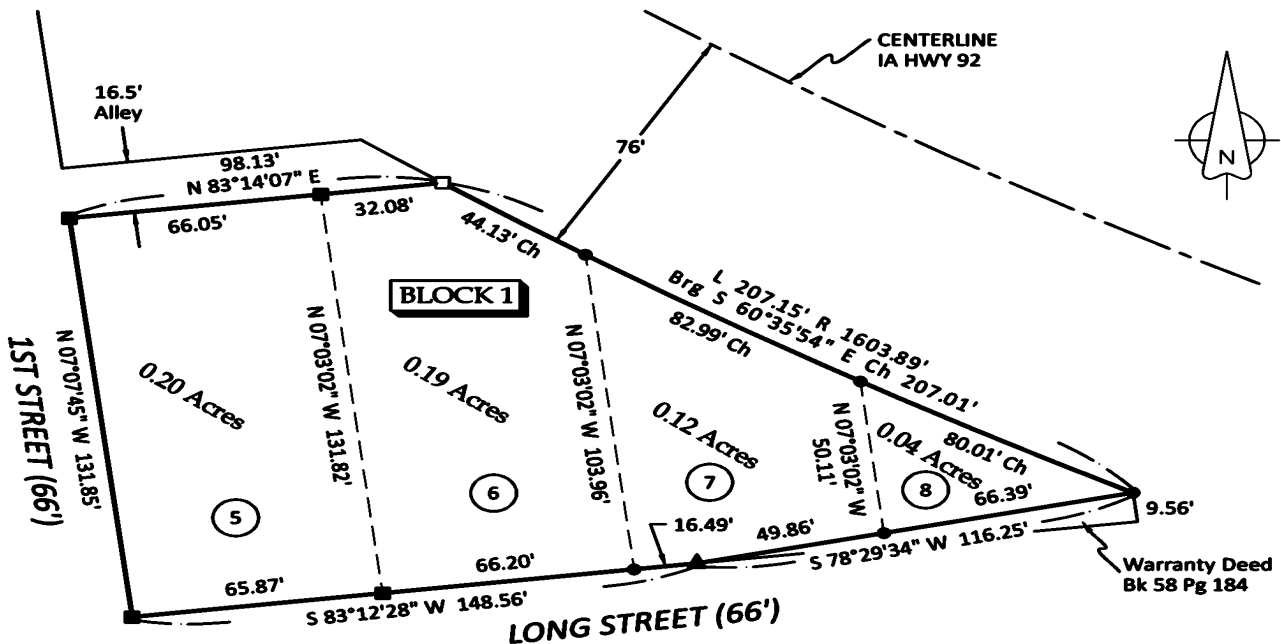 CENTERLINE
IA HWY 92
16.5'
Alley
76'
N
98.13'
N 83°14'07" E
66.05'
32.08'
44.13' Ch
BLOCK 1
L 207.15' R 1603.89'
Brg S 60°35'54" E Ch 207.01'
82.99' Ch
80.01' Ch
1ST STREET (66')
N 07°07'45" W 131.85'
0.20 Acres
N 07°03'02" W 131.82'
0.19 Acres
N 07°03'02" W 103.96'
0.12 Acres
N 07°03'02" W
50.11'
0.04 Acres
5
6
7
8
66.39'
9.56'
16.49'
49.86'
S 78°29'34" W 116.25'
Warranty Deed
Bk 58 Pg 184
65.87'
66.20'
S 83°12'28" W 148.56'
LONG STREET (66')